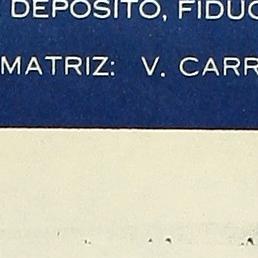 DEPOSITO, FIDUC
MATRIZ: V. CARR